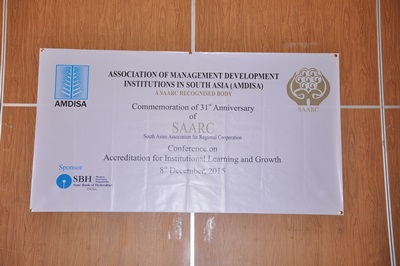 ASSOCIATION OF MANAGEMENT DEVELOPMENT
INSTITUTIONS IN SOUTH ASIA (AMDISA)
A SAARC RECOGNISED BODY
AMDISA
SAARC
Commemoration of 31st Anniversary
of
SAARC
South Asian Association for Regional Cooperation
Conference on
Accreditation for Institutional Learning and Growth
8th December, 2015
Sponsor
SBH
State Bank of Hyderabad